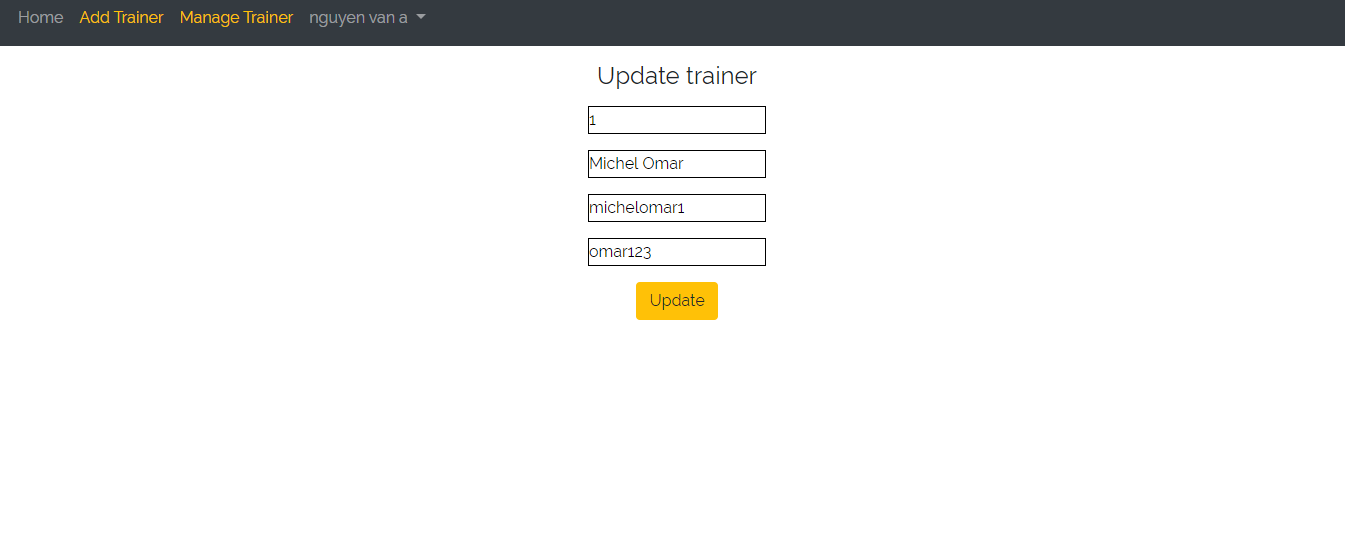 Home Add Trainer Manage Trainer nguyen van a
Update trainer
1
Michel Omar
michelomar1
omar123
Update